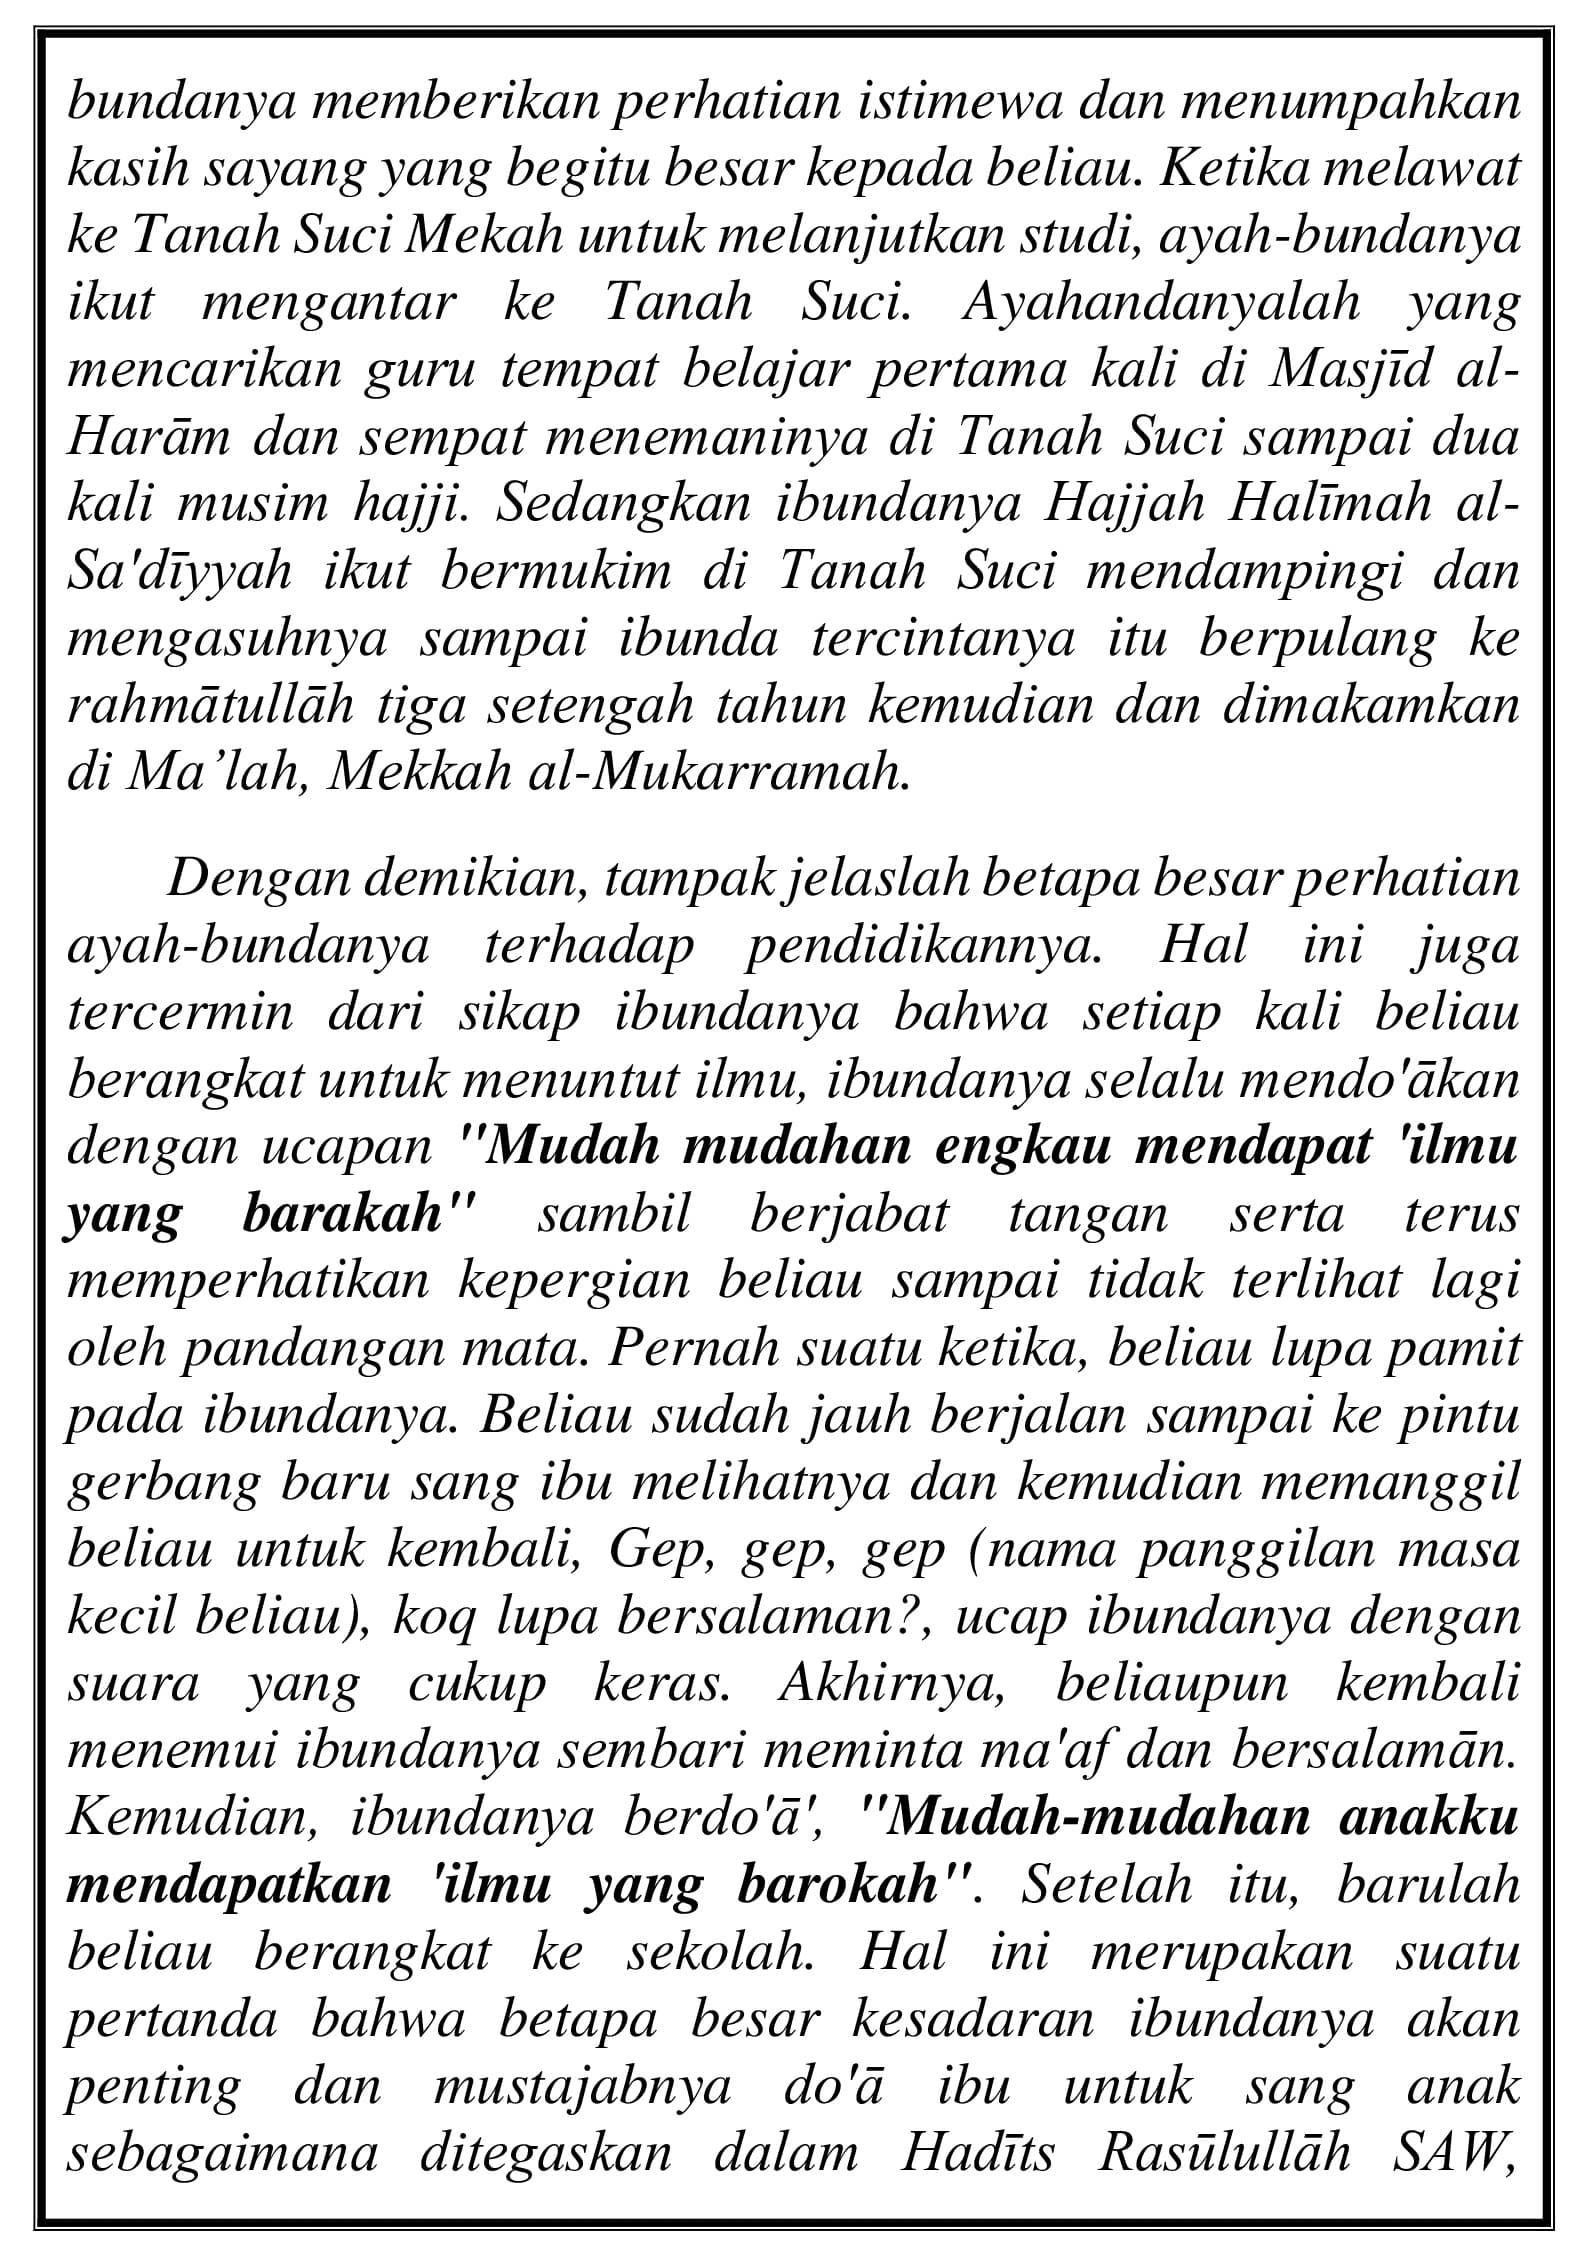 bundanya memberikan perhatian istimewa dan menumpahkan
kasih sayang yang begitu besar kepada beliau. Ketika melawat
ke Tanah Suci Mekah untuk melanjutkan studi, ayah-bundanya
ikut mengantar ke Tanah Suci. Ayahandanyalah yang
mencarikan guru tempat belajar pertama kali di Masjīd al-
Harām dan sempat menemaninya di Tanah Suci sampai dua
kali musim hajji. Sedangkan ibundanya Hajjah Halīmah al-
Sa'dīyyah ikut bermukim di Tanah Suci mendampingi dan
mengasuhnya sampai ibunda tercintanya itu berpulang ke
rahmātullāh tiga setengah tahun kemudian dan dimakamkan
di Ma’lah, Mekkah al-Mukarramah.
Dengan demikian, tampak jelaslah betapa besar perhatian
ayah-bundanya terhadap pendidikannya. Hal ini juga
tercermin dari sikap ibundanya bahwa setiap kali beliau
berangkat untuk menuntut ilmu, ibundanya selalu mendo'ākan
dengan ucapan "Mudah mudahan engkau mendapat 'ilmu
yang barakah" sambil berjabat tangan serta terus
memperhatikan kepergian beliau sampai tidak terlihat lagi
oleh pandangan mata. Pernah suatu ketika, beliau lupa pamit
pada ibundanya. Beliau sudah jauh berjalan sampai ke pintu
gerbang baru sang ibu melihatnya dan kemudian memanggil
beliau untuk kembali, Gep, gep, gep (nama panggilan masa
kecil beliau), koq lupa bersalaman?, ucap ibundanya dengan
suara yang cukup keras. Akhirnya, beliaupun kembali
menemui ibundanya sembari meminta ma'af dan bersalamān.
Kemudian, ibundanya berdo'ā', "Mudah-mudahan anakku
mendapatkan 'ilmu yang barokah". Setelah itu, barulah
beliau berangkat ke sekolah. Hal ini merupakan suatu
pertanda bahwa betapa besar kesadaran ibundanya akan
penting dan mustajabnya do'ā ibu untuk sang anak
sebagaimana ditegaskan dalam Hadīts Rasūlullāh SAW,